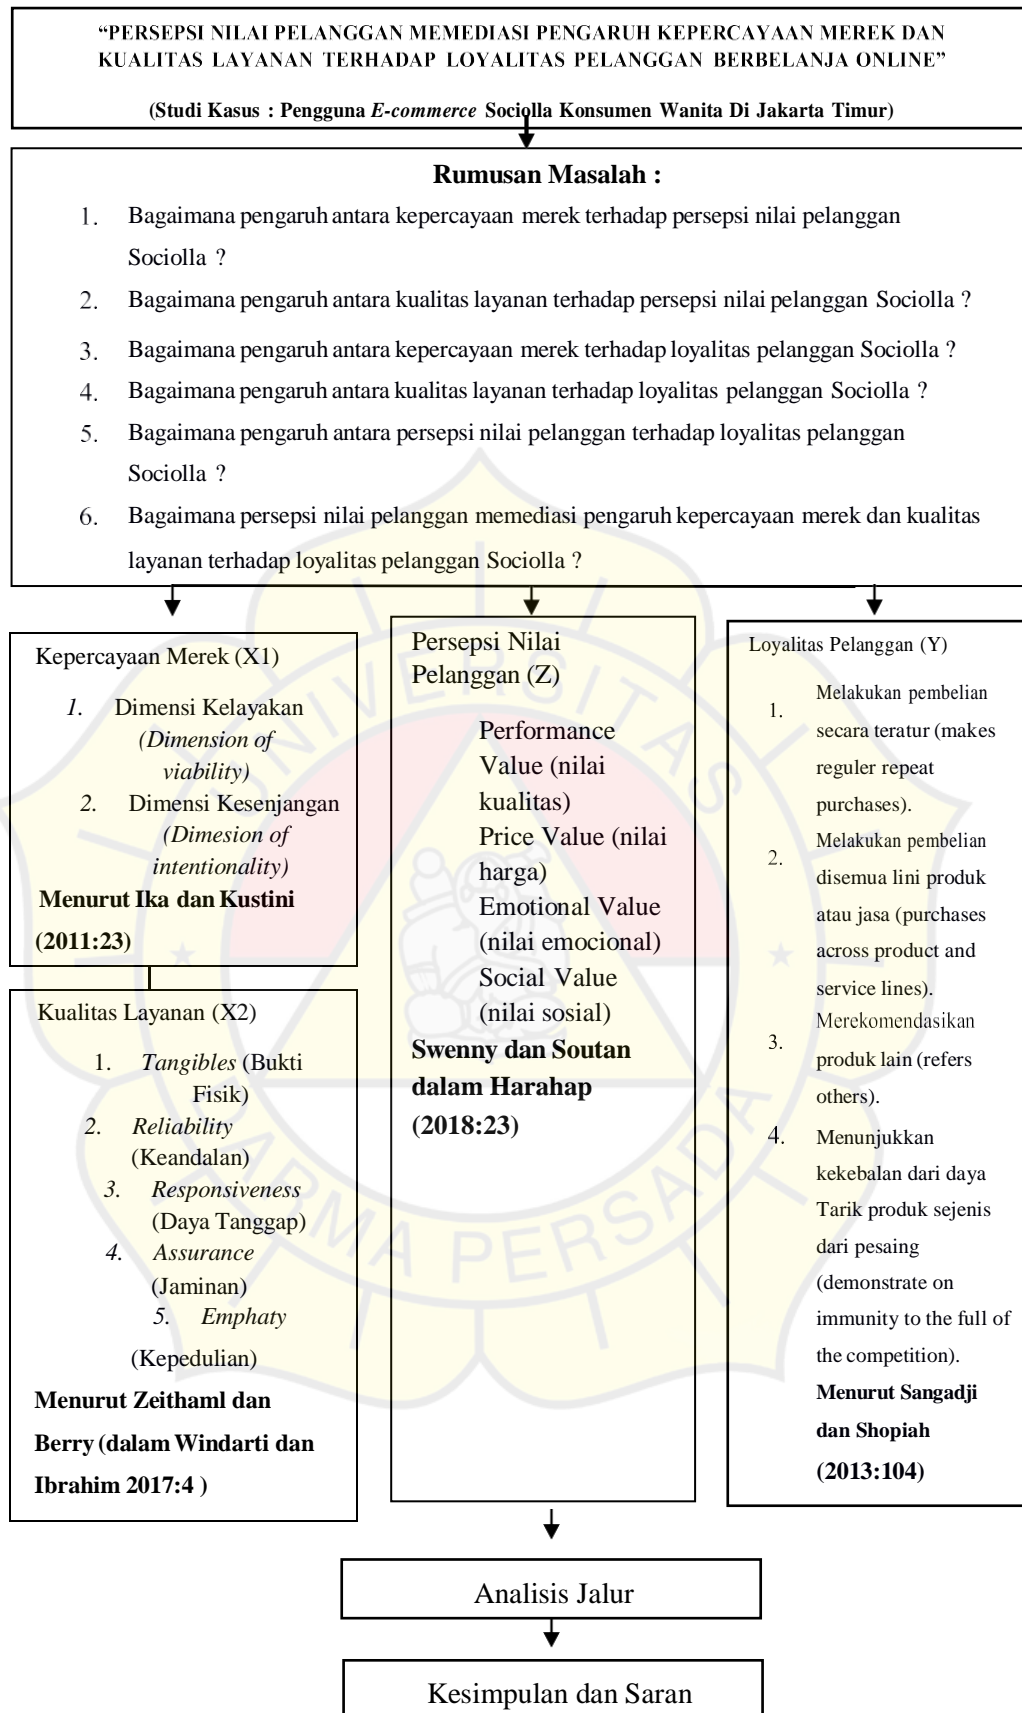 “PERSEPSI NILAI PELANGGAN MEMEDIASI PENGARUH KEPERCAYAAN MEREK DAN
KUALITAS LAYANAN TERHADAP LOYALITAS PELANGGAN BERBELANJA ONLINE”
(Studi Kasus : Pengguna E-commerce Sociolla Konsumen Wanita Di Jakarta Timur)
Rumusan Masalah :
1. Bagaimana pengaruh antara kepercayaan merek terhadap persepsi nilai pelanggan
Sociolla ?
2. Bagaimana pengaruh antara kualitas layanan terhadap persepsi nilai pelanggan Sociolla ?
3. Bagaimana pengaruh antara kepercayaan merek terhadap loyalitas pelanggan Sociolla ?
4. Bagaimana pengaruh antara kualitas layanan terhadap loyalitas pelanggan Sociolla ?
5. Bagaimana pengaruh antara persepsi nilai pelanggan terhadap loyalitas pelanggan
Sociolla ?
6. Bagaimana persepsi nilai pelanggan memediasi pengaruh kepercayaan merek dan kualitas
layanan terhadap loyalitas pelanggan Sociolla ?
Kepercayaan Merek (X1)
1. Dimensi Kelayakan
(Dimension of
viability)
2. Dimensi Kesenjangan
(Dimesion of
intentionality)
Menurut Ika dan Kustini
(2011:23)
Kualitas Layanan (X2)
1. Tangibles (Bukti
Fisik)
2. Reliability
(Keandalan)
3. Responsiveness
(Daya Tanggap)
4. Assurance
(Jaminan)
5. Emphaty
(Kepedulian)
Menurut Zeithaml dan
Berry (dalam Windarti dan
Ibrahim 2017:4 )
Persepsi Nilai
Pelanggan (Z)
Performance
Value (nilai
kualitas)
Price Value (nilai
harga)
Emotional Value
(nilai emocional)
Social Value
(nilai sosial)
Swenny dan Soutan
dalam Harahap
(2018:23)
Loyalitas Pelanggan (Y)
1. Melakukan pembelian
secara teratur (makes
reguler repeat
purchases).
2. Melakukan pembelian
disemua lini produk
atau jasa (purchases
across product and
service lines).
3. Merekomendasikan
produk lain (refers
others).
4. Menunjukkan
kekebalan dari daya
Tarik produk sejenis
dari pesaing
(demonstrate on
immunity to the full of
the competition).
Menurut Sangadji
dan Shopiah
(2013:104)
Analisis Jalur
Kesimpulan dan Saran
UNIVERSITAS
DARMA PERSADA